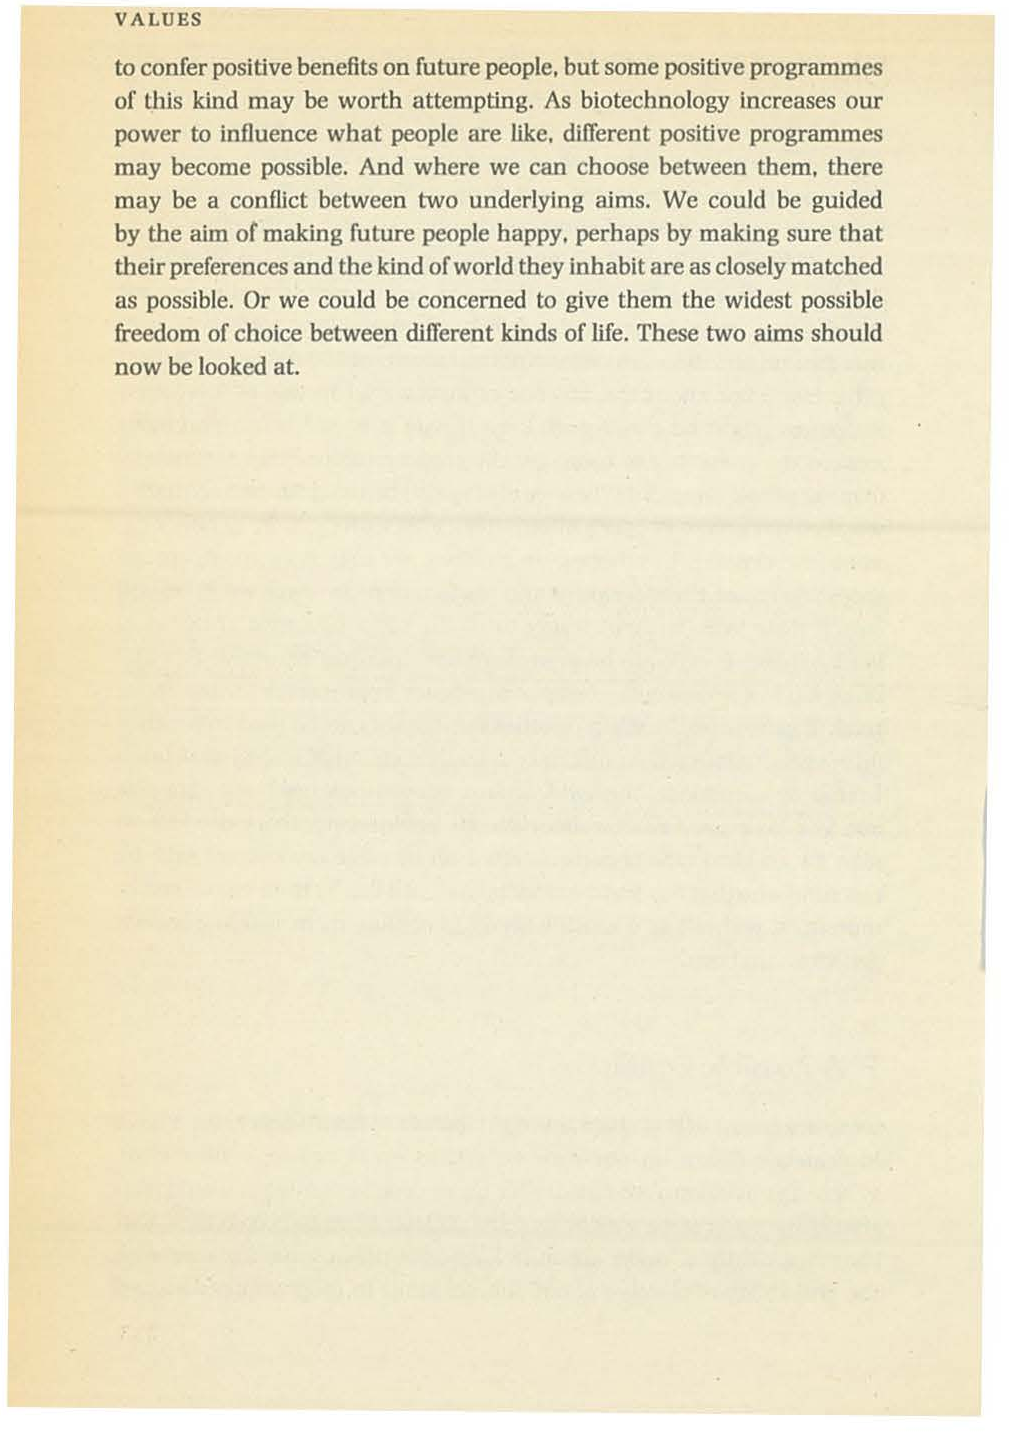 VALUES
to confer positive benefits on future people, but some positive programmes
of this kind may be worth attempting. As biotechnology increases our
power to influence what people are like, different positive programmes
may become possible. And where we can choose between them, there
may be a conflict between two underlying aims. We could be guided
by the aim of making future people happy, perhaps by making sure that
their preferences and the kind of world they inhabit are as closely matched
as possible. Or we could be concerned to give them the widest possible
freedom of choice between different kinds of life. These two aims should
now be looked at.